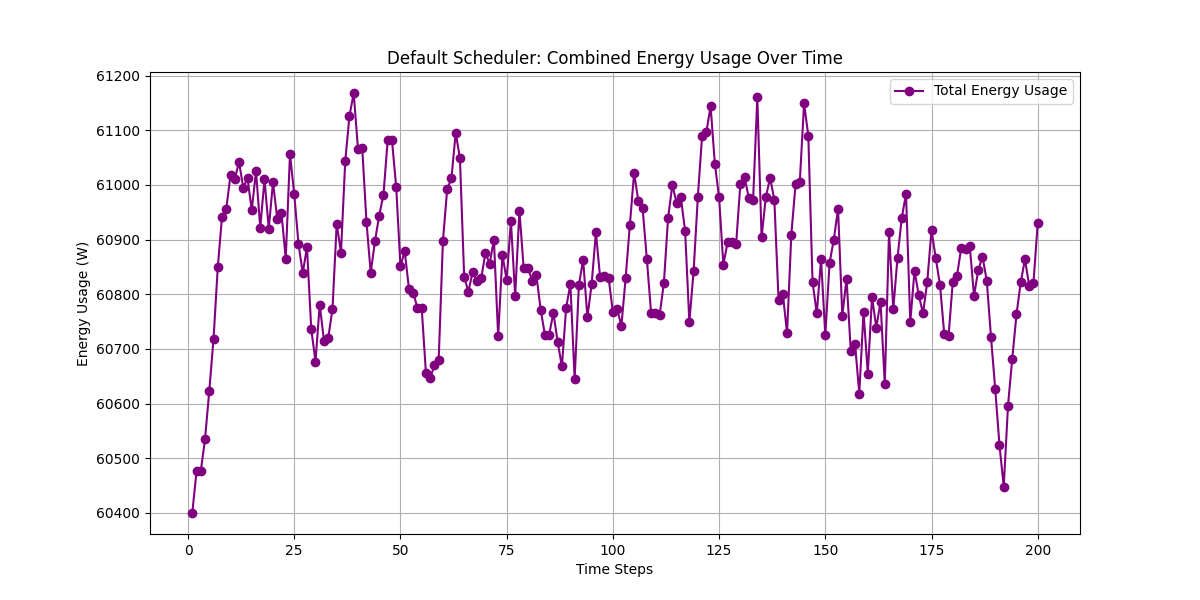 Default Scheduler: Combined Energy Usage Over Time
Total Energy Usage
Energy Usage (W)
61200
61100
61000
60900
60800
60700
60600
60500
60400
0 25 50 75 100 125 150 175 200
Time Steps